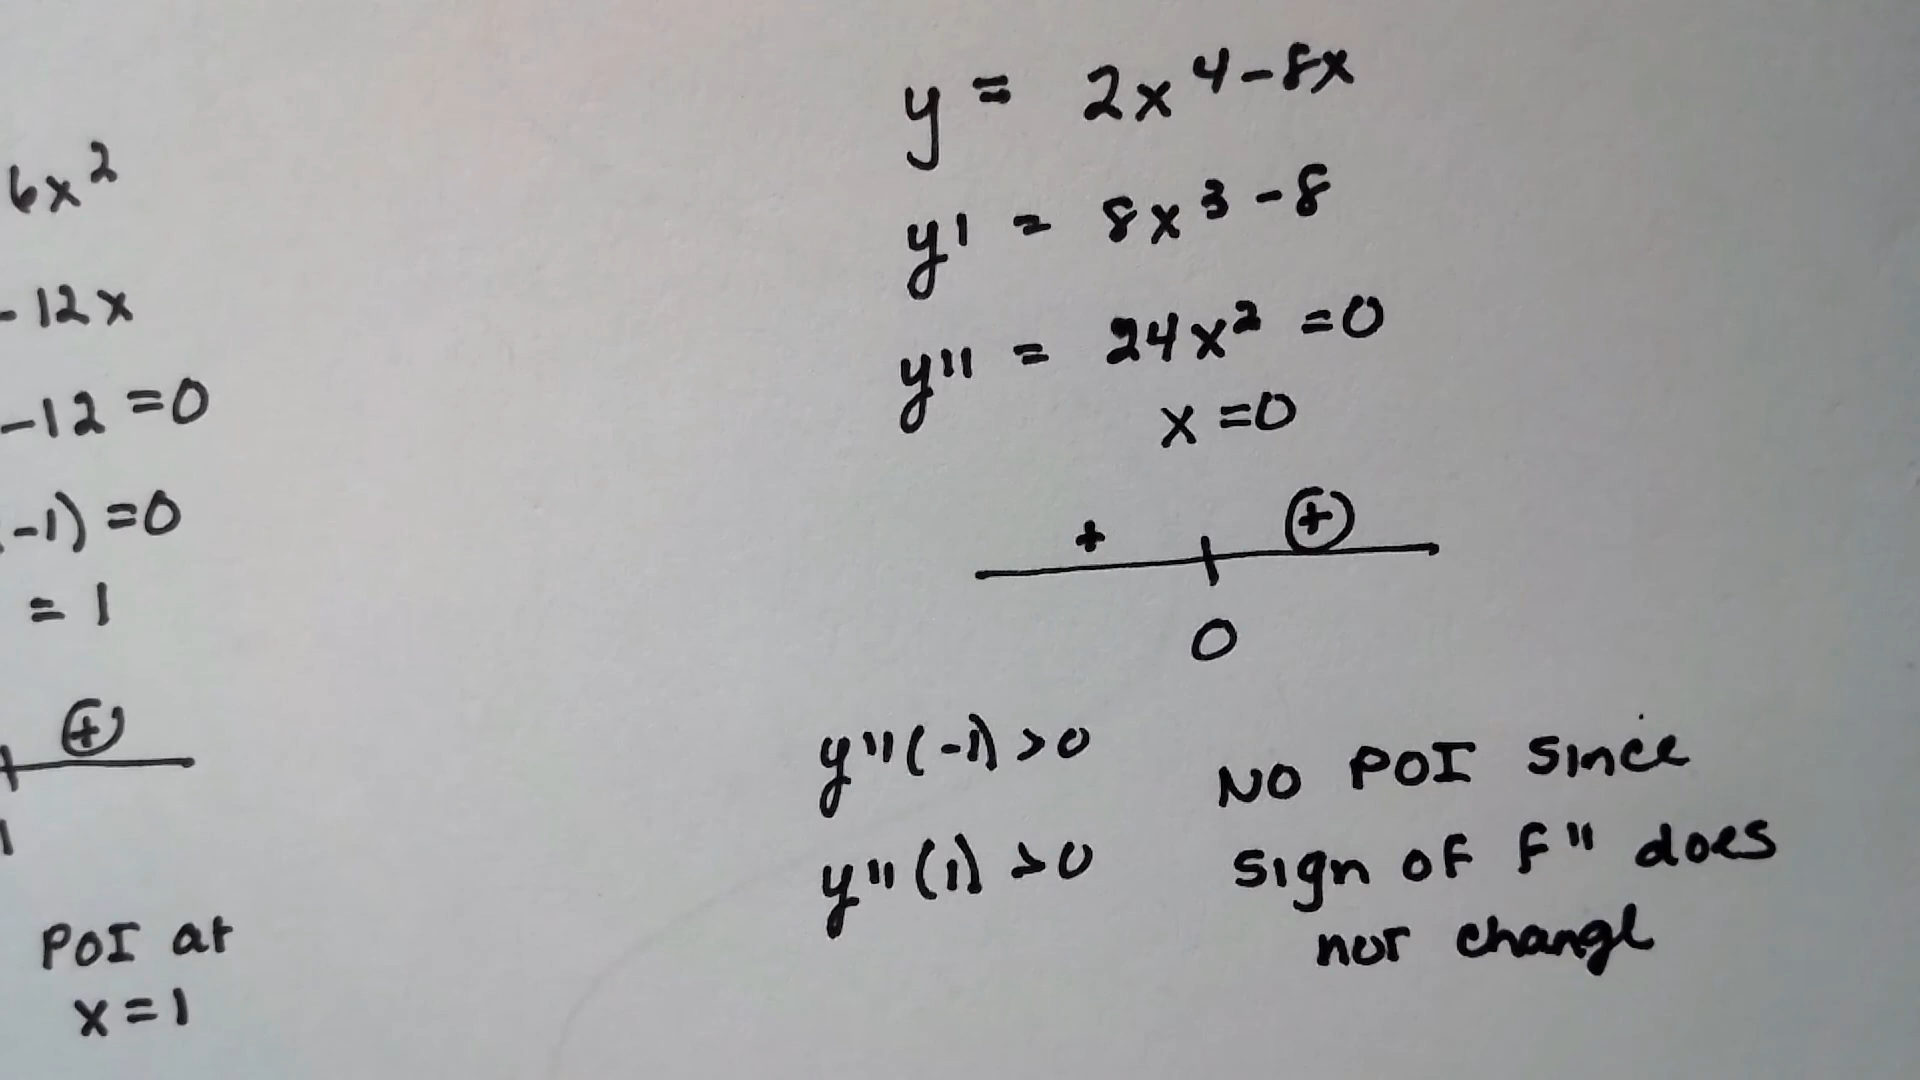 6x²
- 12x
-12 =0
-1) =0
= 1
+
1
POI at
x=1
y = 2x⁴-8x
y' = 8x³-8
y'' = 24x² =0
x =0
+ +
0
y''(-1) >0
y''(1) >0
NO POI since
sign of f'' does
not change